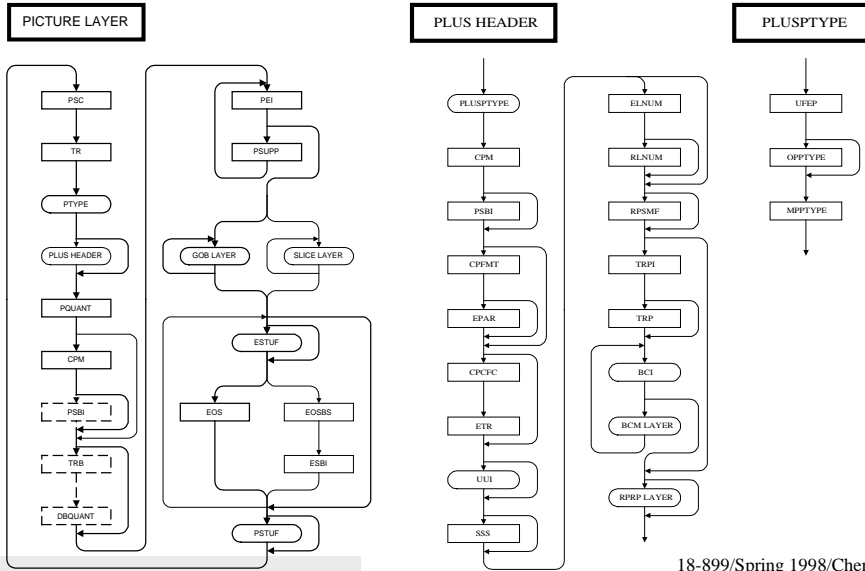 PICTURE LAYER
PLUS HEADER
PLUSPTYPE
PSC
TR
PTYPE
PLUS HEADER
PQUANT
CPM
PSBI
TRB
DBQUANT
PEI
PSUPP
GOB LAYER
SLICE LAYER
ESTUF
EOS
EOSBS
ESBI
PSTUF
PLUSPTYPE
CPM
PSBI
CPFMT
EPAR
CPCFC
ETR
UUI
SSS
ELNUM
RLNUM
RPSMF
TRPI
TRP
BCI
BCM LAYER
RPRP LAYER
UFEP
OPPTYPE
MPPTYPE
18-899/Spring 1998/Chen